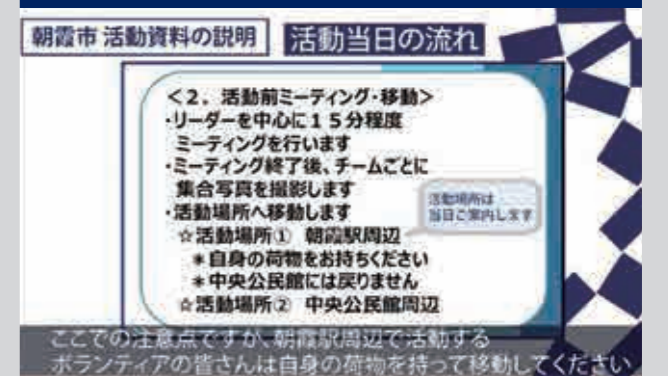 朝霞市 活動資料の説明
活動当日の流れ
＜２．活動前ミーティング・移動＞
・リーダーを中心に１５分程度
ミーティングを行います
・ミーティング終了後、チームごとに
集合写真を撮影します
・活動場所へ移動します
活動場所は
当日ご案内します
☆活動場所① 朝霞駅周辺
＊自身の荷物をお持ちください
＊中央公民館には戻りません
☆活動場所② 中央公民館周辺
ここでの注意点ですが、朝霞駅周辺で活動する
ボランティアの皆さんは自身の荷物を持って移動してください